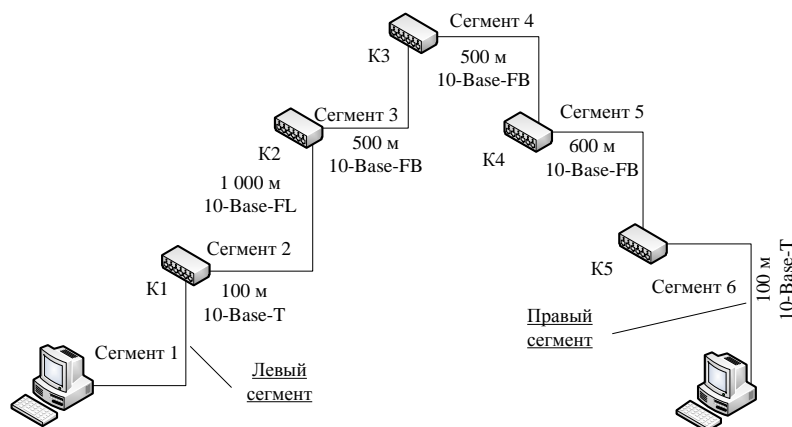 Сегмент 4
К3
500 м
10-Base-FB
Сегмент 3
Сегмент 5
К2
500 м
10-Base-FB
К4
600 м
10-Base-FB
1 000 м
10-Base-FL
Сегмент 2
К1
100 м
10-Base-T
К5
Сегмент 6
100 м
10-Base-T
Правый
сегмент
Сегмент 1
Левый
сегмент